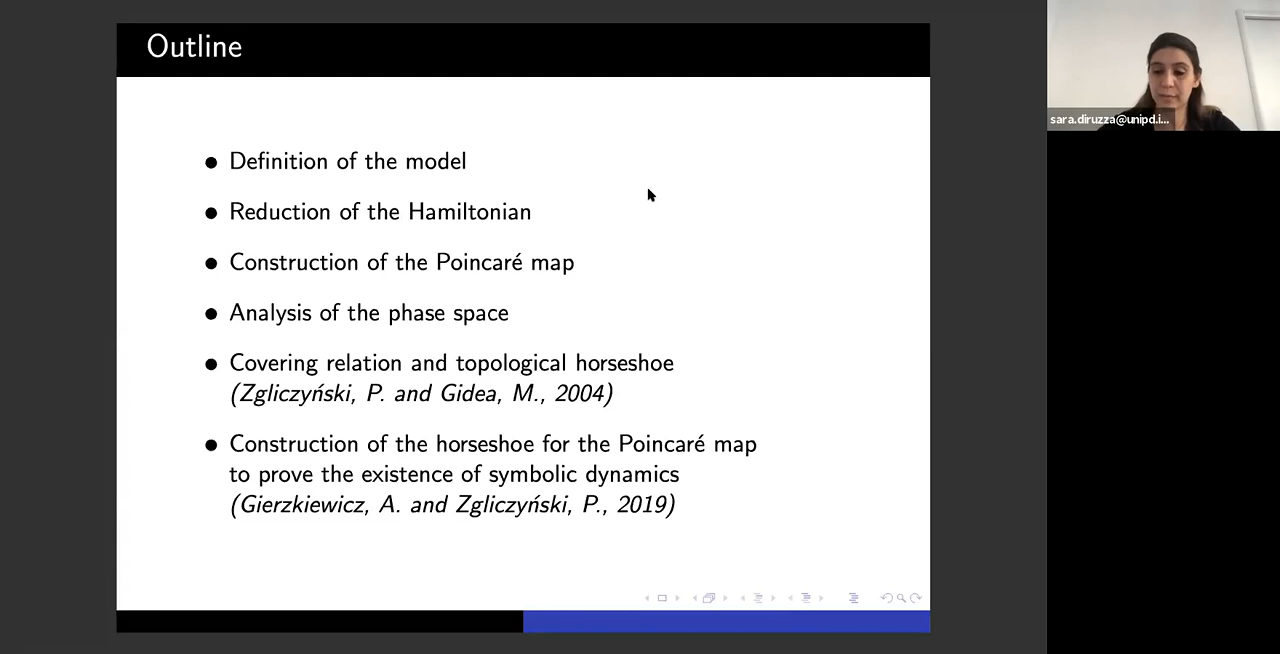 Outline
● Definition of the model
● Reduction of the Hamiltonian
● Construction of the Poincaré map
● Analysis of the phase space
● Covering relation and topological horseshoe
(Zgliczyński, P. and Gidea, M., 2004)
● Construction of the horseshoe for the Poincaré map
to prove the existence of symbolic dynamics
(Gierzkiewicz, A. and Zgliczyński, P., 2019)
sara.diruzza@unipd.i...